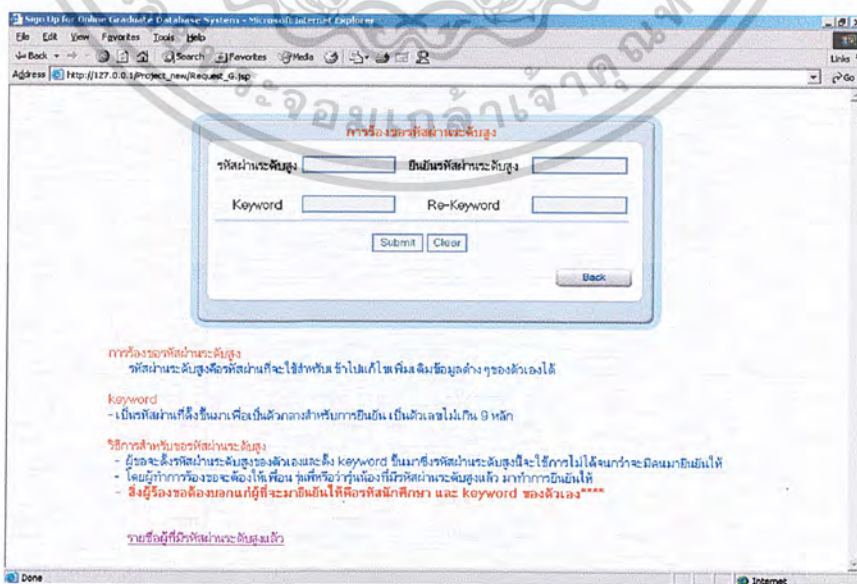 Sign Up for Online Graduate Database System - Microsoft Internet Explorer
File Edit View Favorites Tools Help
Back Search Favorites Media
Links
Address http://127.0.0.1/Project_new/Request_G.jsp Go
จอมเกล้าเจ้าคุณท
การร้องขอรหัสผ่านระดับสูง
รหัสผ่านระดับสูง ยืนยันรหัสผ่านระดับสูง
Keyword Re-Keyword
Submit Clear
Back
การร้องขอรหัสผ่านระดับสูง
รหัสผ่านระดับสูงคือรหัสผ่านที่จะใช้สำหรับเข้าไปแก้ไขเพิ่มเติมข้อมูลต่าง ๆของตัวเองได้
keyword
- เป็นรหัสผ่านที่ตั้งขึ้นมาเพื่อเป็นตัวกลางสำหรับการยืนยัน เป็นตัวเลขไม่เกิน 9 หลัก
วิธีการสำหรับขอรหัสผ่านระดับสูง
- ผู้ขอจะตั้งรหัสผ่านระดับสูงของตัวเองและตั้ง keyword ขึ้นมาซึ่งรหัสผ่านระดับสูงนี้จะใช้การไม่ได้จนกว่าจะมีคนมายืนยันให้
- โดยผู้ทำการร้องขอจะต้องให้เพื่อน รุ่นพี่หรือว่ารุ่นน้องที่มีรหัสผ่านระดับสูงแล้ว มาทำการยืนยันให้
- สิ่งผู้ร้องขอต้องบอกแก่ผู้ที่จะมายืนยันให้คือรหัสนักศึกษา และ keyword ของตัวเอง****
รายชื่อผู้ที่มีรหัสผ่านระดับสูงแล้ว
Done Internet